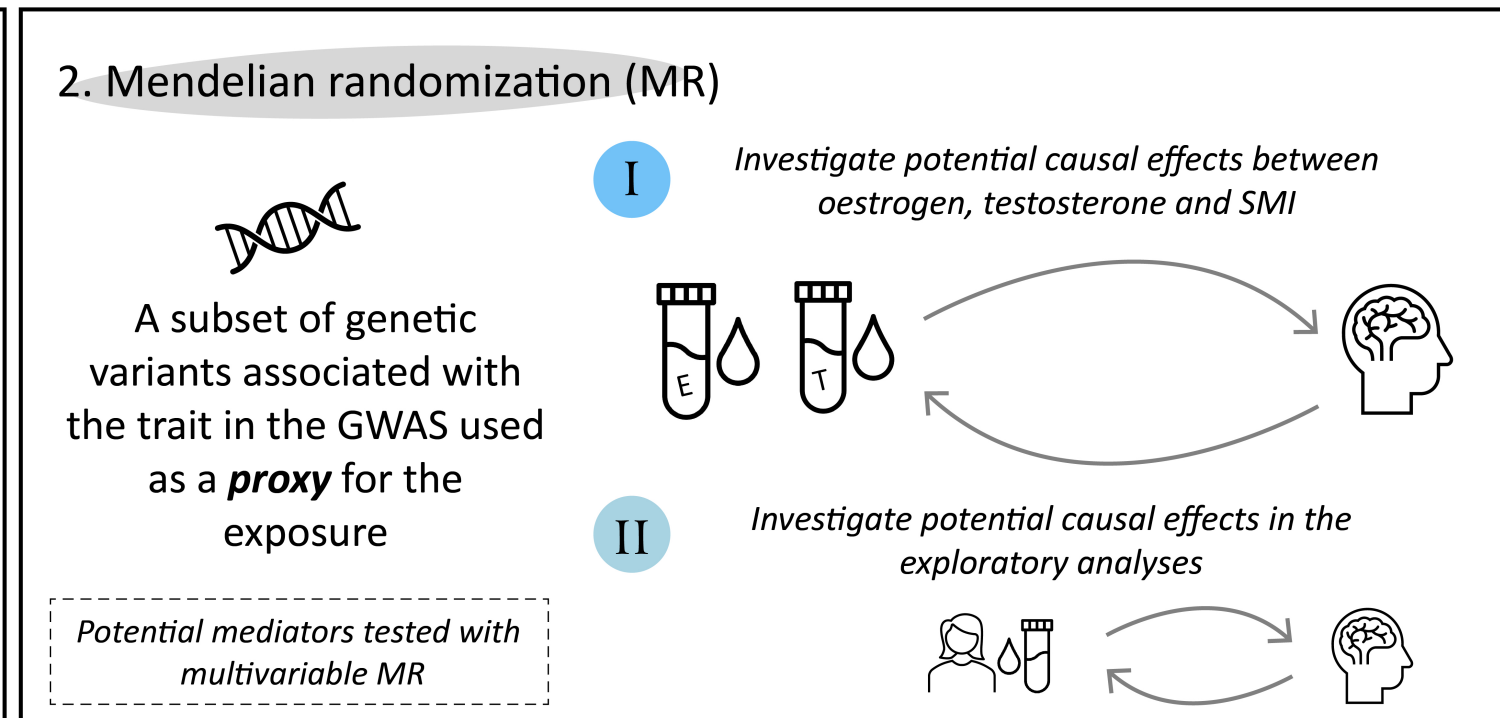 2. Mendelian randomization (MR)
A subset of genetic
variants associated with
the trait in the GWAS used
as a proxy for the
exposure
Potential mediators tested with
multivariable MR
I
Investigate potential causal effects between
oestrogen, testosterone and SMI
E
T
II
Investigate potential causal effects in the
exploratory analyses